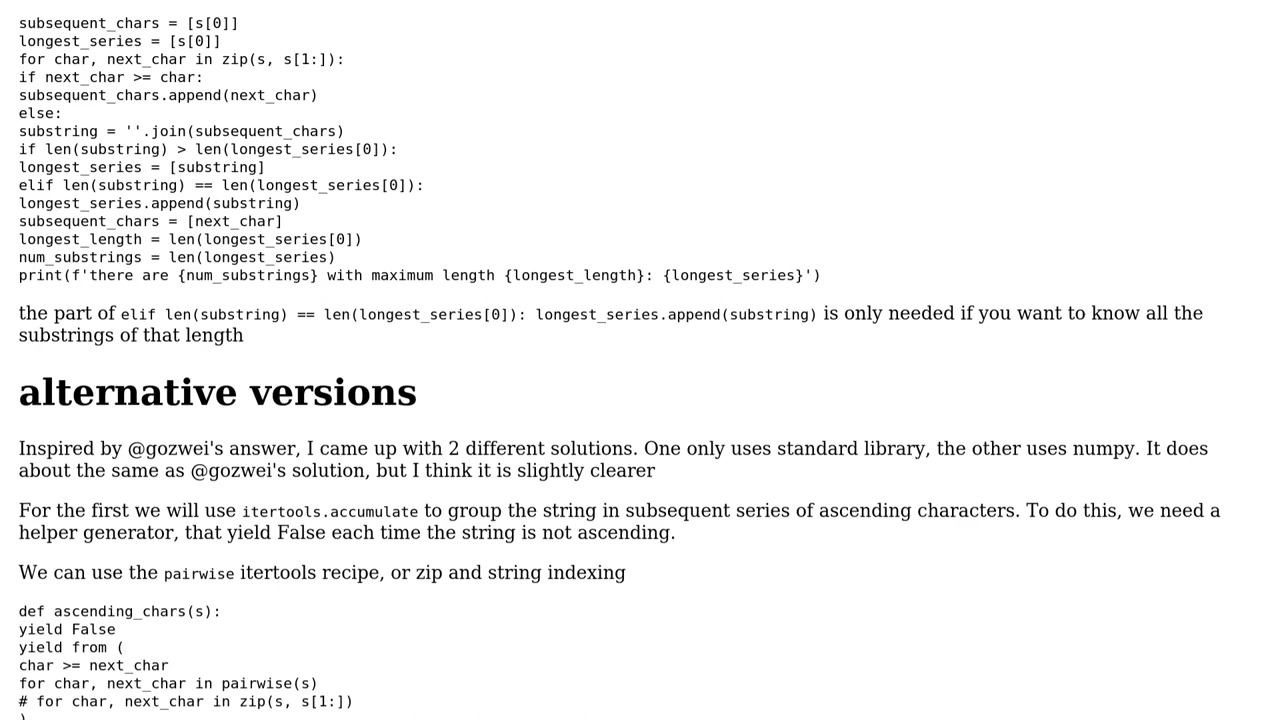 subsequent_chars = [s[0]]
longest_series = [s[0]]
for char, next_char in zip(s, s[1:]):
if next_char >= char:
subsequent_chars.append(next_char)
else:
substring = ''.join(subsequent_chars)
if len(substring) > len(longest_series[0]):
longest_series = [substring]
elif len(substring) == len(longest_series[0]):
longest_series.append(substring)
subsequent_chars = [next_char]
longest_length = len(longest_series[0])
num_substrings = len(longest_series)
print(f'there are {num_substrings} with maximum length {longest_length}: {longest_series}')
the part of elif len(substring) == len(longest_series[0]): longest_series.append(substring) is only needed if you want to know all the
substrings of that length
alternative versions
Inspired by @gozwei's answer, I came up with 2 different solutions. One only uses standard library, the other uses numpy. It does
about the same as @gozwei's solution, but I think it is slightly clearer
For the first we will use itertools.accumulate to group the string in subsequent series of ascending characters. To do this, we need a
helper generator, that yield False each time the string is not ascending.
We can use the pairwise itertools recipe, or zip and string indexing
def ascending_chars(s):
yield False
yield from (
char >= next_char
for char, next_char in pairwise(s)
# for char, next_char in zip(s, s[1:])
)